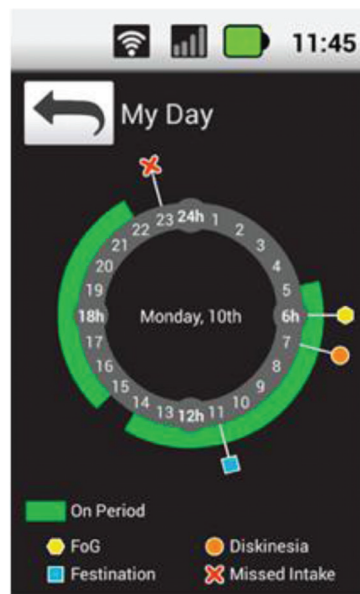 11:45
My Day
24h
1
2
3
4
5
6h
7
8
9
10
11
12h
13
14
15
16
17
18h
19
20
21
22
23
Monday, 10th
On Period
FoG
Diskinesia
Festination
Missed Intake